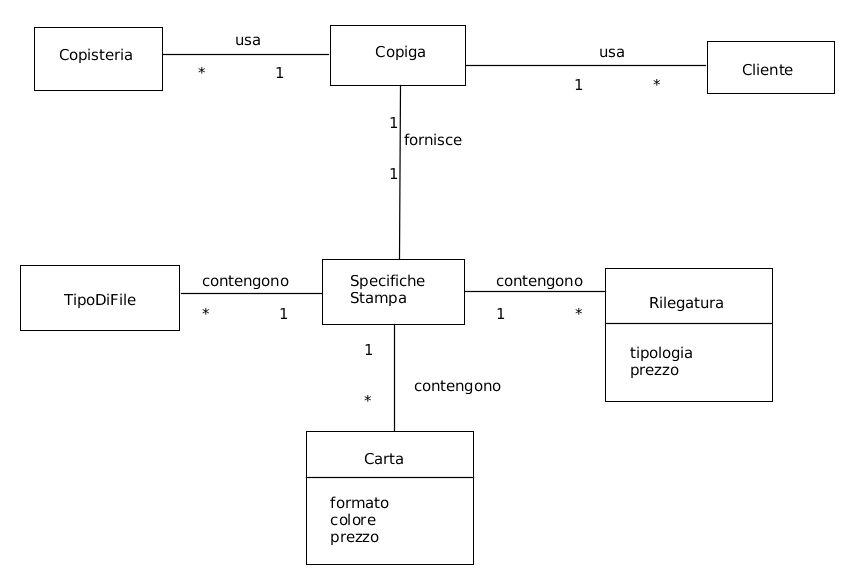 Copisteria
usa
* 1
Copiga
usa
1 *
Cliente
1
fornisce
1
TipoDiFile
contengono
* 1
Specifiche
Stampa
contengono
1 *
Rilegatura
tipologia
prezzo
1
contengono
*
Carta
formato
colore
prezzo